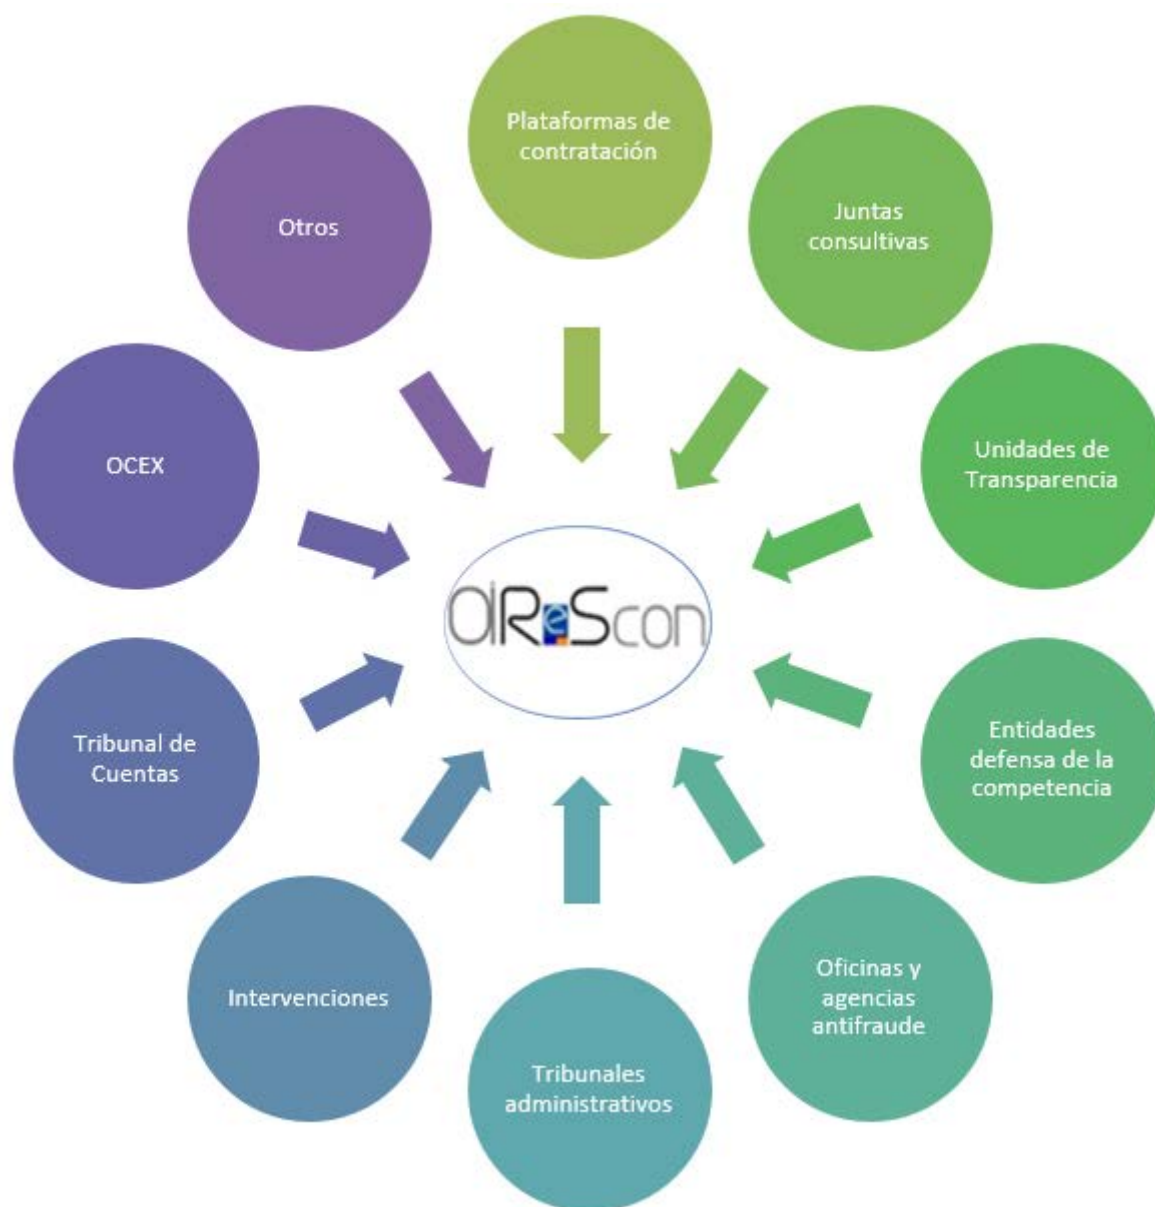 Plataformas de
contratación
Juntas
consultivas
Unidades de
Transparencia
Entidades
defensa de la
competencia
Oficinas y
agencias
antifraude
Tribunales
administrativos
Intervenciones
Tribunal de
Cuentas
OCEX
Otros
OIReScon